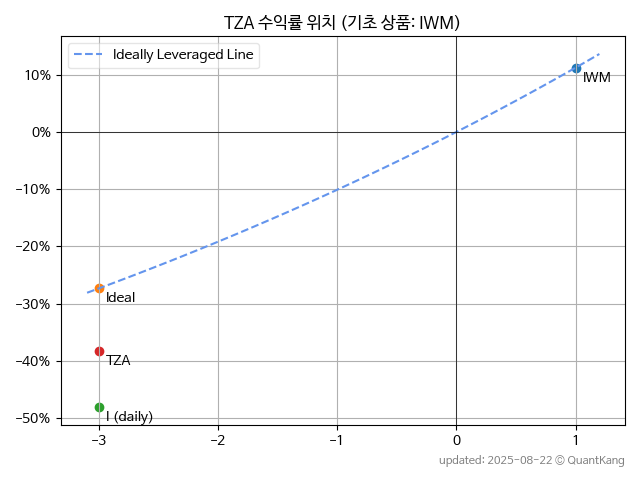 TZA 수익률 위치 (기초 상품: IWM)
Ideally Leveraged Line
10%
0%
−10%
−20%
−30%
−40%
−50%
IWM
Ideal
TZA
I (daily)
−3
−2
−1
0
1
updated: 2025-08-22 © QuantKang